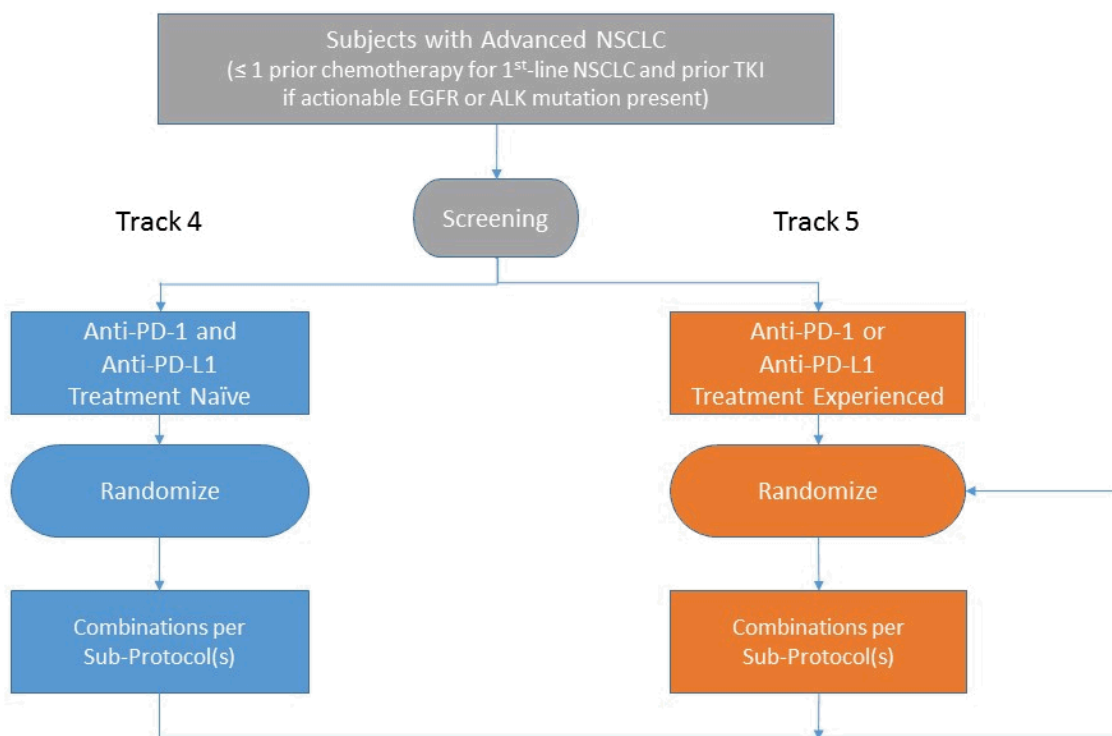 Subjects with Advanced NSCLC
(≤ 1 prior chemotherapy for 1st-line NSCLC and prior TKI
if actionable EGFR or ALK mutation present)
Screening
Track 4
Track 5
Anti-PD-1 and
Anti-PD-L1
Treatment Naïve
Anti-PD-1 or
Anti-PD-L1
Treatment Experienced
Randomize
Randomize
Combinations per
Sub-Protocol(s)
Combinations per
Sub-Protocol(s)